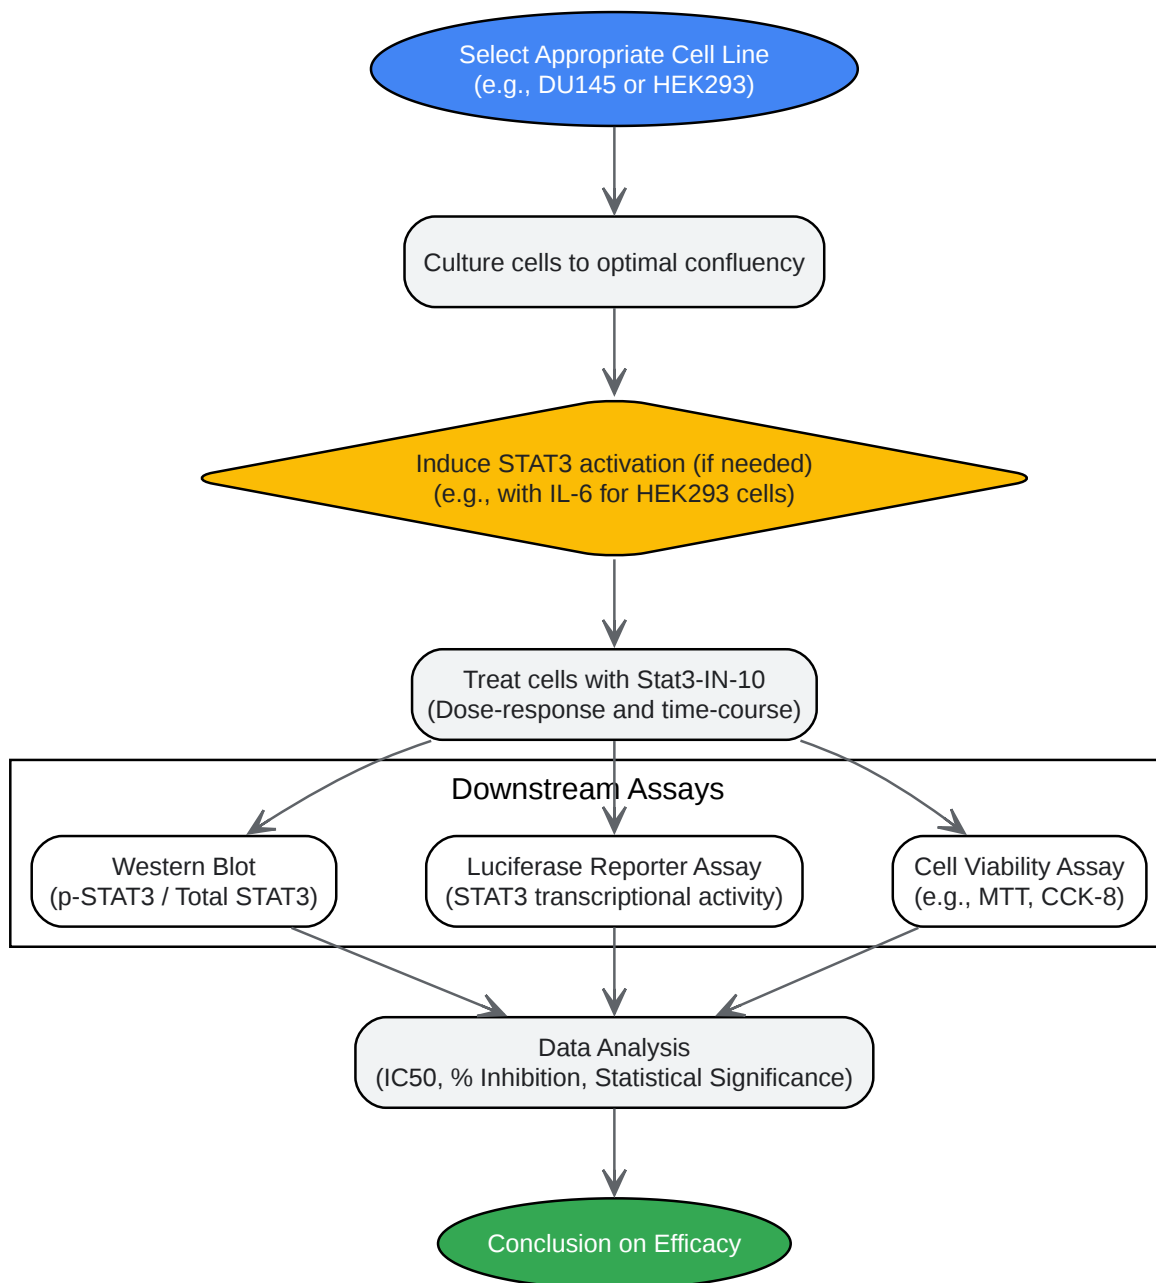 Select Appropriate Cell Line
(e.g., DU145 or HEK293)
Culture cells to optimal confluency
Induce STAT3 activation (if needed)
(e.g., with IL-6 for HEK293 cells)
Treat cells with Stat3-IN-10
(Dose-response and time-course)
Downstream Assays
Western Blot
(p-STAT3 / Total STAT3)
Luciferase Reporter Assay
(STAT3 transcriptional activity)
Cell Viability Assay
(e.g., MTT, CCK-8)
Data Analysis
(IC50, % Inhibition, Statistical Significance)
Conclusion on Efficacy